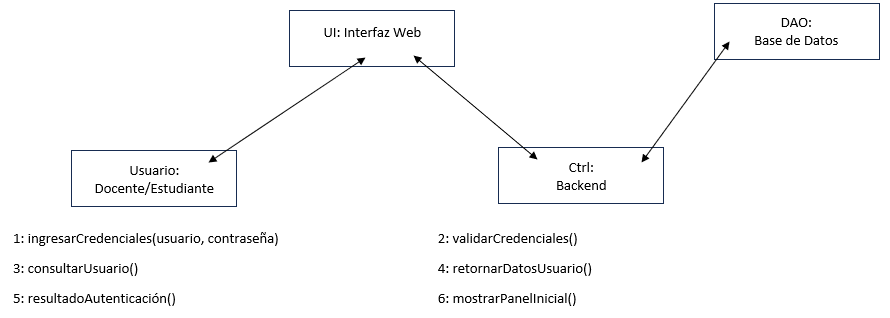 UI: Interfaz Web
DAO:
Base de Datos
Usuario:
Docente/Estudiante
Ctrl:
Backend
1: ingresarCredenciales(usuario, contraseña)
2: validarCredenciales()
3: consultarUsuario()
4: retornarDatosUsuario()
5: resultadoAutenticación()
6: mostrarPanelInicial()